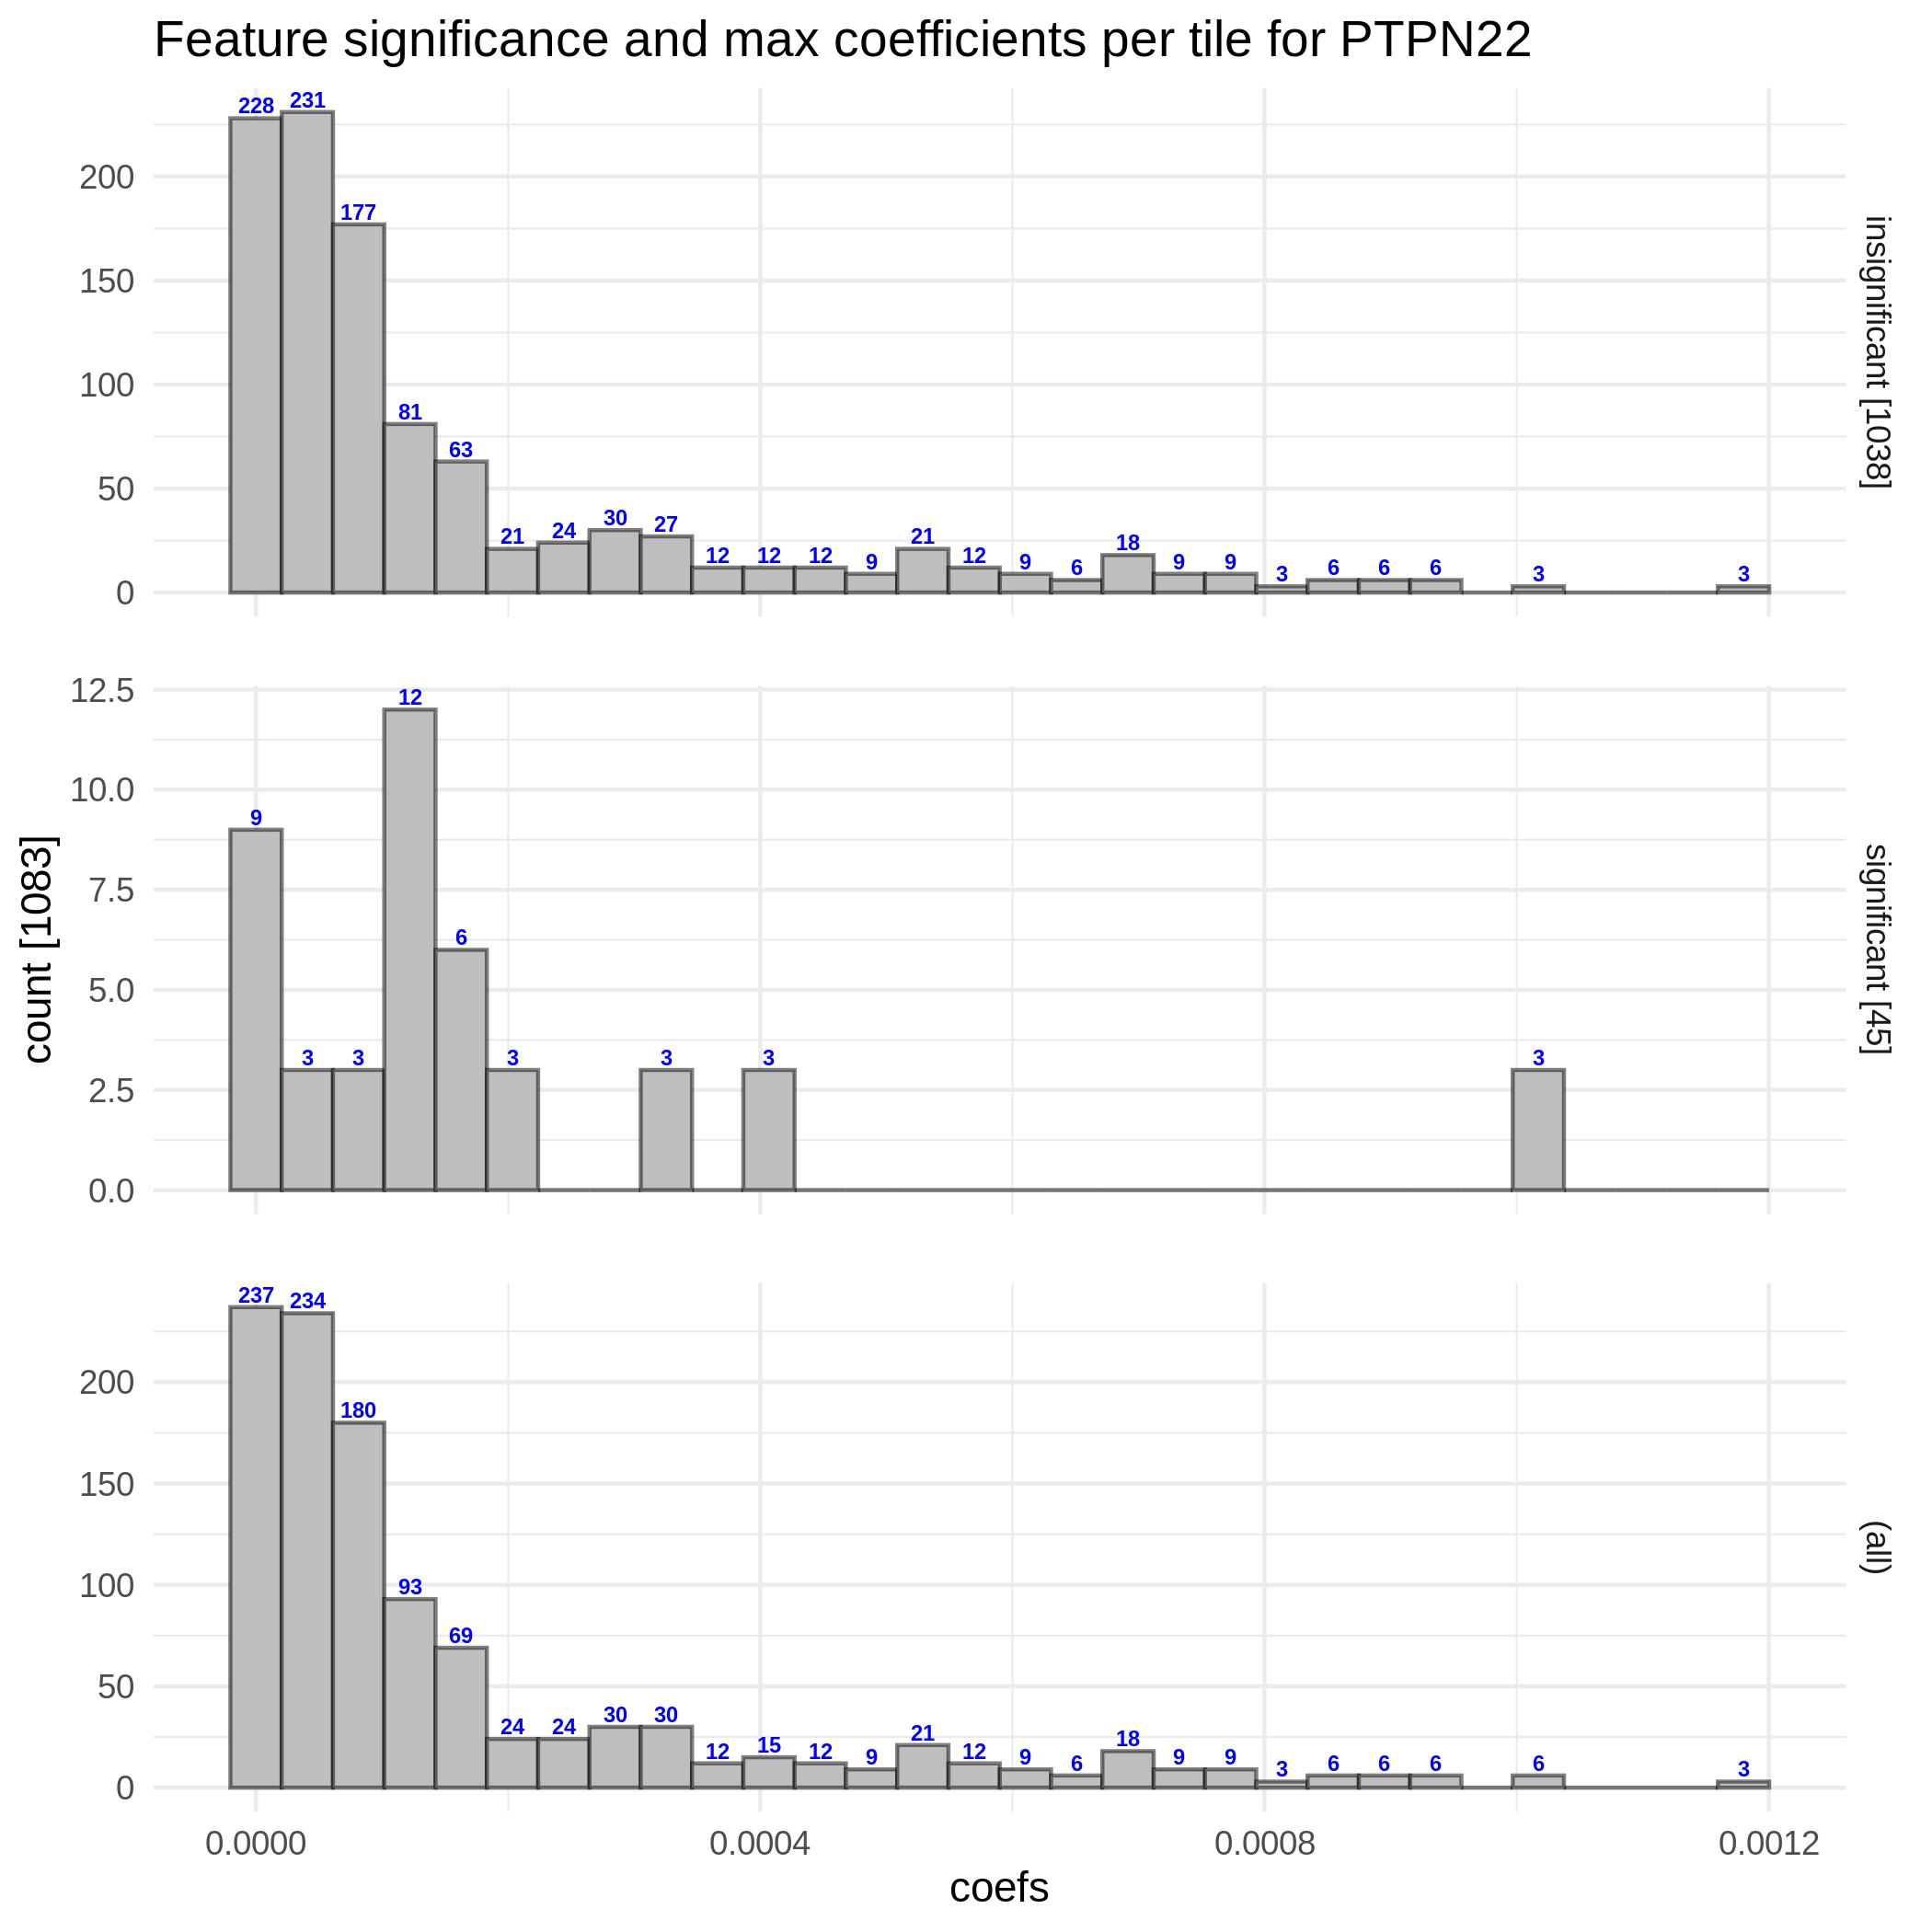 Feature significance and max coefficients per tile for PTPN22
count [1083]
228 231 177 81 63 21 24 30 27 12 12 12 9 21 12 9 6 18 9 9 3 6 6 6 3 3
200
150
100
50
0
insignificant [1038]
9 3 3 12 6 3 3 3 3
12.5
10.0
7.5
5.0
2.5
0.0
significant [45]
237 234 180 93 69 24 24 30 30 12 15 12 9 21 12 9 6 18 9 9 3 6 6 6 6 3
200
150
100
50
0
(all)
0.0000 0.0004 0.0008 0.0012
coefs